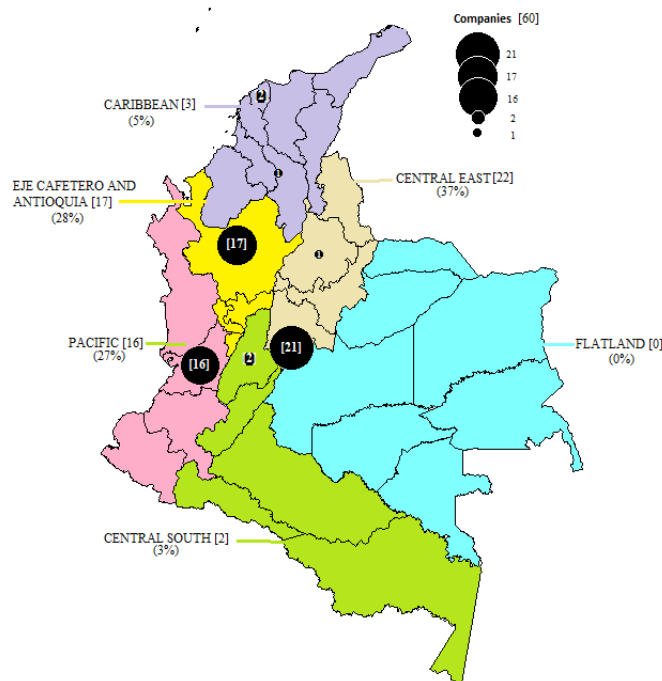 Companies [60]
21
17
16
2
1
CARIBBEAN [3]
(5%)
2
1
EJE CAFETERO AND
ANTIOQUIA [17]
(28%)
CENTRAL EAST [22]
(37%)
[17]
1
PACIFIC [16]
(27%)
[16]
2
[21]
FLATLAND [0]
(0%)
CENTRAL SOUTH [2]
(3%)